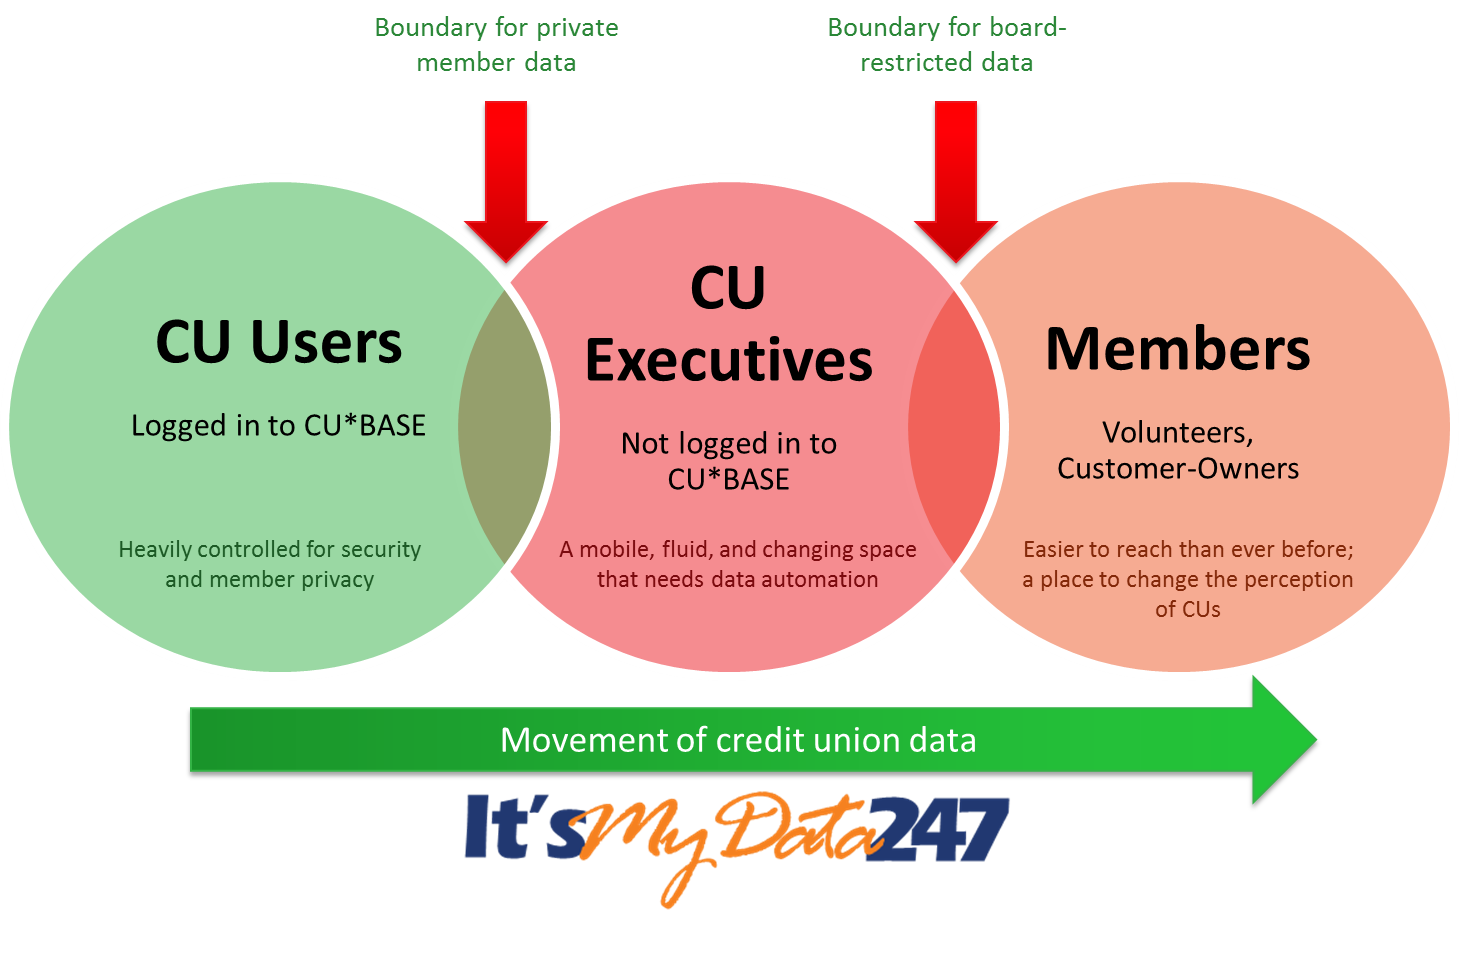 Boundary for private
member data
Boundary for board-
restricted data
CU Users
Logged in to CU*BASE
Heavily controlled for security
and member privacy
CU
Executives
Not logged in to
CU*BASE
A mobile, fluid, and changing space
that needs data automation
Members
Volunteers,
Customer-Owners
Easier to reach than ever before;
a place to change the perception
of CUs
Movement of credit union data
It's My Data 247